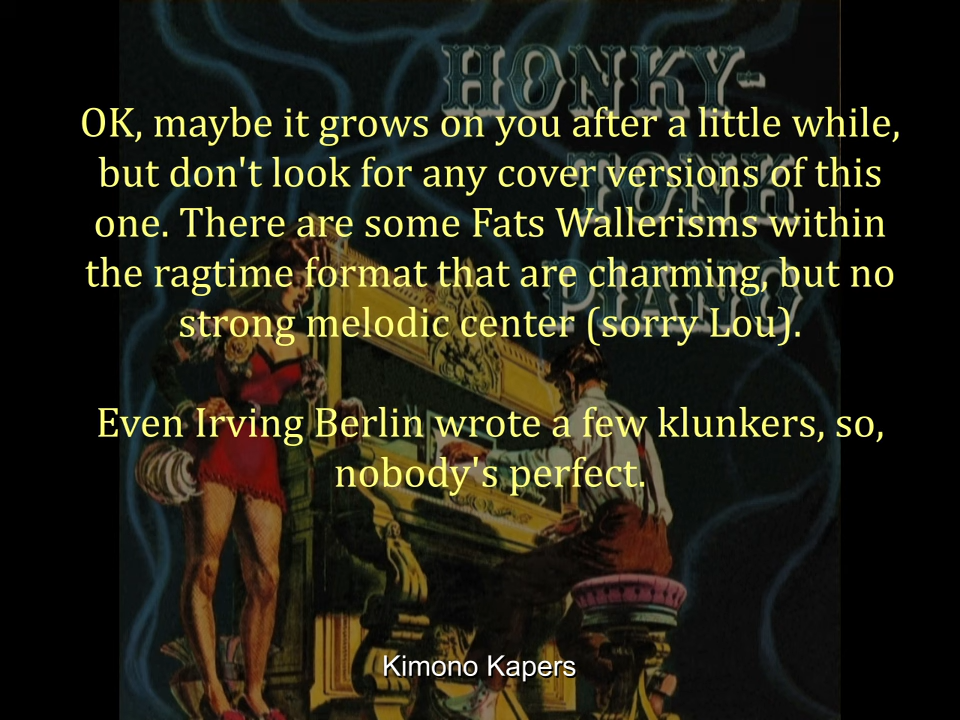 HONKY-
TONK
PIANO
OK, maybe it grows on you after a little while,
but don't look for any cover versions of this
one. There are some Fats Wallerisms within
the ragtime format that are charming, but no
strong melodic center (sorry Lou).
Even Irving Berlin wrote a few klunkers, so,
nobody's perfect.
Kimono Kapers